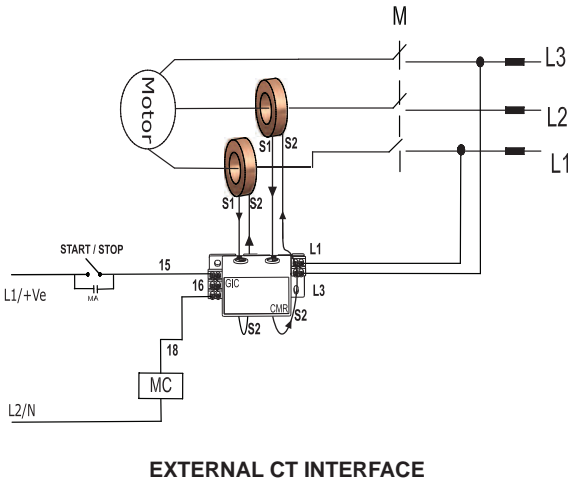 M
L3
Motor
L2
S1 S2
L1
S1 S2
START / STOP
L1
15
L1/+Ve
MA
16
GIC
L3
CMR
S2
S2
18
MC
L2/N
EXTERNAL CT INTERFACE